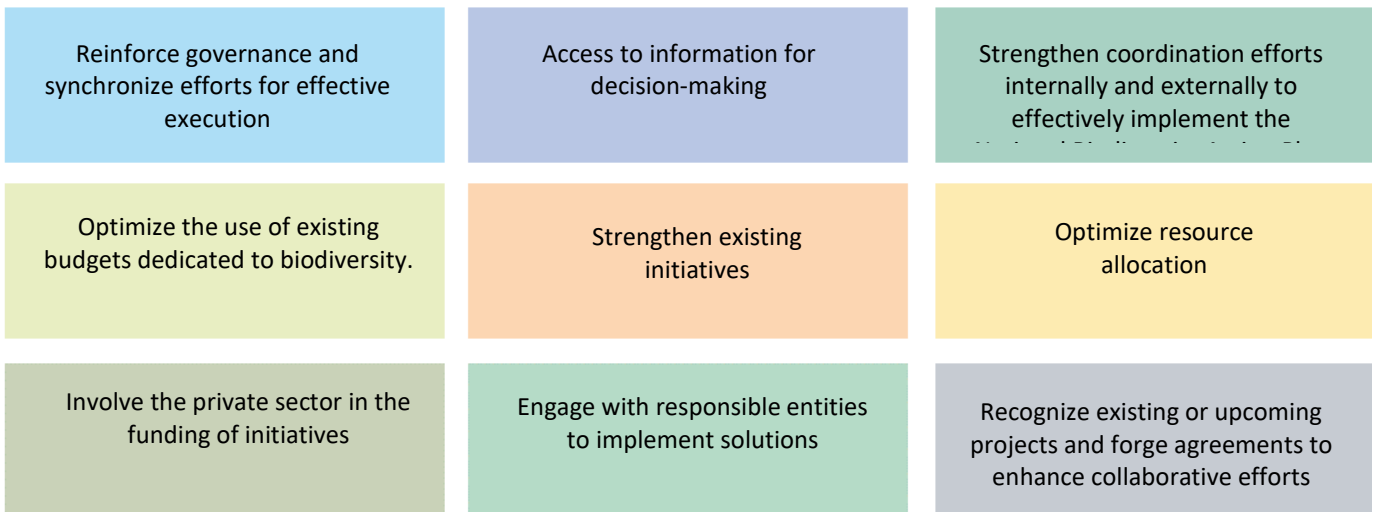 Reinforce governance and
synchronize efforts for effective
execution
Access to information for
decision-making
Strengthen coordination efforts
internally and externally to
effectively implement the
Optimize the use of existing
budgets dedicated to biodiversity.
Strengthen existing
initiatives
Optimize resource
allocation
Involve the private sector in the
funding of initiatives
Engage with responsible entities
to implement solutions
Recognize existing or upcoming
projects and forge agreements to
enhance collaborative efforts